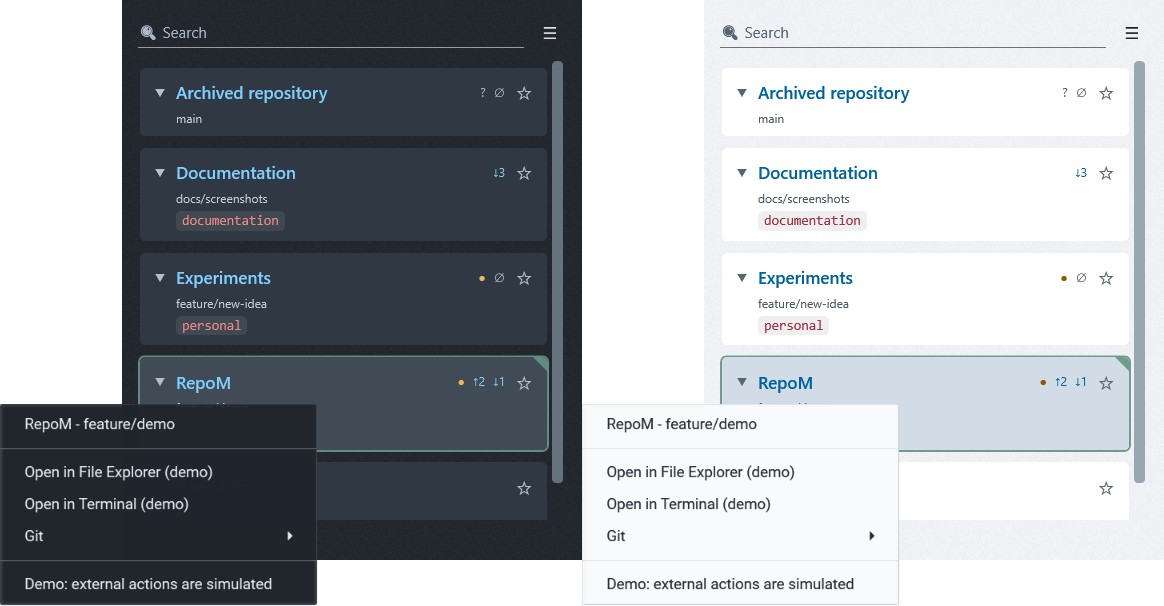 Search
Archived repository
?
main
Documentation
↓3
docs/screenshots
documentation
Experiments
feature/new-idea
personal
RepoM
↑2 ↓1
RepoM - feature/demo
Open in File Explorer (demo)
Open in Terminal (demo)
Git
Demo: external actions are simulated
Search
Archived repository
?
main
Documentation
↓3
docs/screenshots
documentation
Experiments
feature/new-idea
personal
RepoM
↑2 ↓1
RepoM - feature/demo
Open in File Explorer (demo)
Open in Terminal (demo)
Git
Demo: external actions are simulated